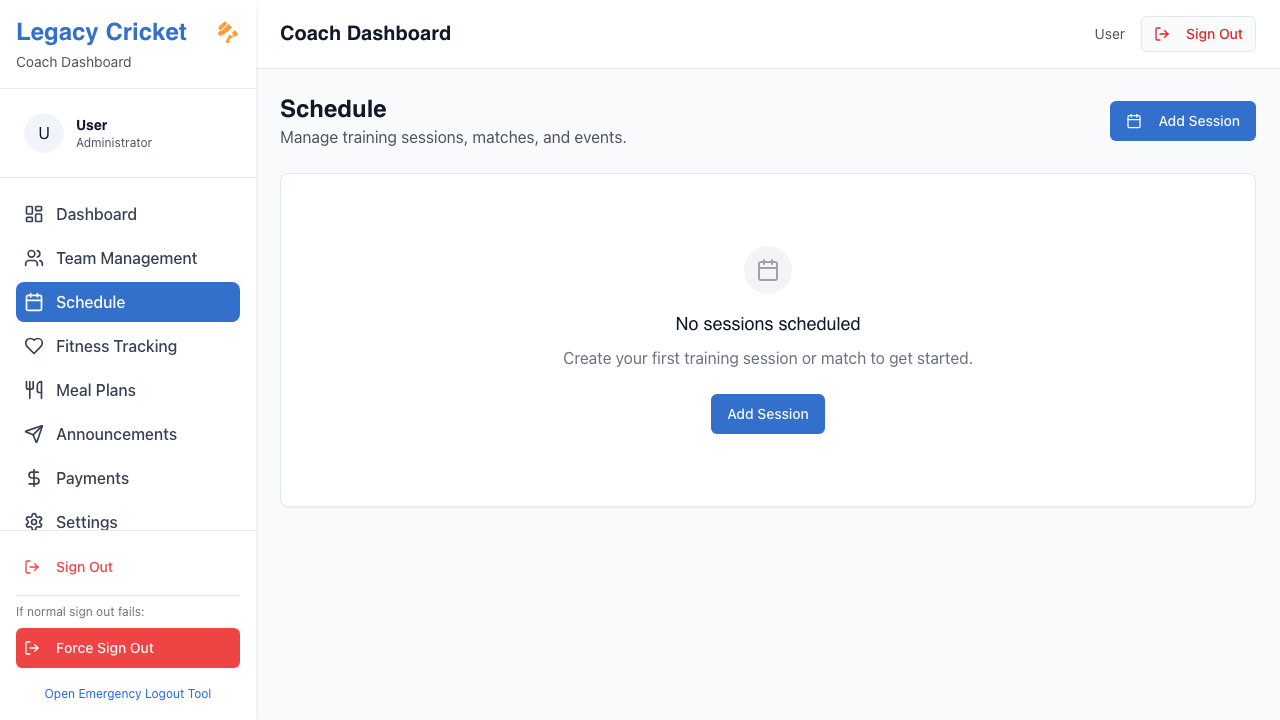 Legacy Cricket
Coach Dashboard
U
User
Administrator
Dashboard
Team Management
Schedule
Fitness Tracking
Meal Plans
Announcements
Payments
Settings
Sign Out
If normal sign out fails:
Force Sign Out
Open Emergency Logout Tool
Coach Dashboard
User
Sign Out
Schedule
Manage training sessions, matches, and events.
Add Session
No sessions scheduled
Create your first training session or match to get started.
Add Session